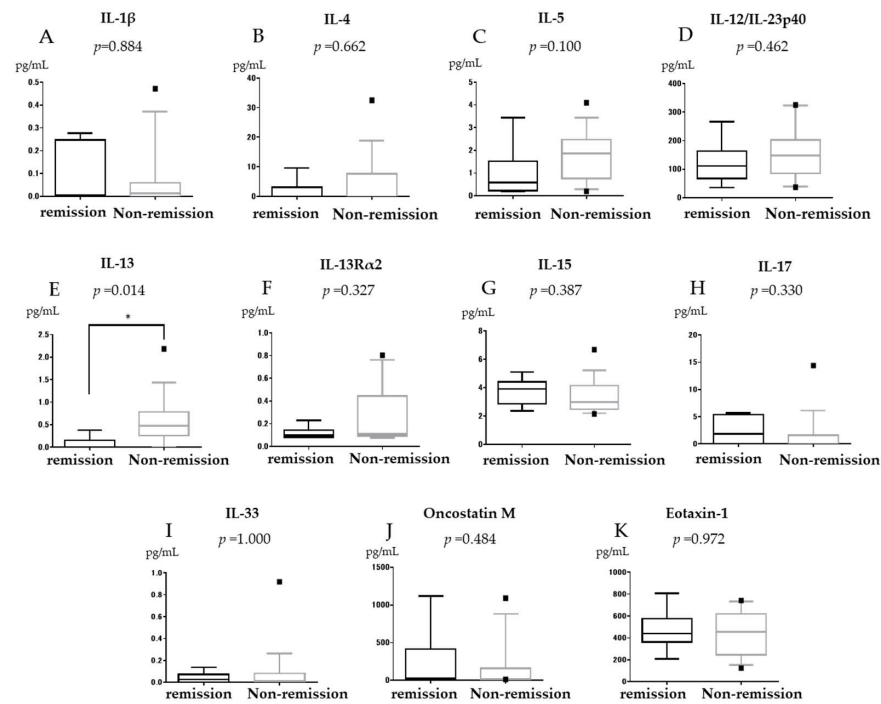 IL-1β
A
p=0.884
pg/mL
0.5
0.4
0.3
0.2
0.1
0.0
remission Non-remission
IL-4
B
p=0.662
pg/mL
40
30
20
10
0
remission Non-remission
IL-5
C
p=0.100
pg/mL
5
4
3
2
1
0
remission Non-remission
IL-12/IL-23p40
D
p=0.462
pg/mL
400
300
200
100
0
remission Non-remission
IL-13
E
p =0.014
pg/mL
*
2.5
2.0
1.5
1.0
0.5
0.0
remission Non-remission
IL-13Rα2
F
p =0.327
pg/mL
1.0
0.8
0.6
0.4
0.2
0.0
remission Non-remission
IL-15
G
p =0.387
pg/mL
8
6
4
2
0
remission Non-remission
IL-17
H
p =0.330
pg/mL
20
15
10
5
0
remission Non-remission
IL-33
I
p =1.000
pg/mL
1.0
0.8
0.6
0.4
0.2
0.0
remission Non-remission
Oncostatin M
J
p =0.484
pg/mL
1500
1000
500
0
remission Non-remission
Eotaxin-1
K
p =0.972
pg/mL
1000
800
600
400
200
0
remission Non-remission